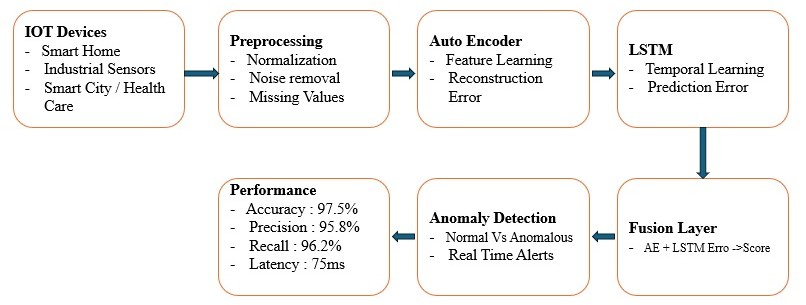 IOT Devices
- Smart Home
- Industrial Sensors
- Smart City / Health
Care
Preprocessing
- Normalization
- Noise removal
- Missing Values
Auto Encoder
- Feature Learning
- Reconstruction
Error
LSTM
- Temporal Learning
- Prediction Error
Fusion Layer
- AE + LSTM Erro ->Score
Anomaly Detection
- Normal Vs Anomalous
- Real Time Alerts
Performance
- Accuracy : 97.5%
- Precision : 95.8%
- Recall : 96.2%
- Latency : 75ms